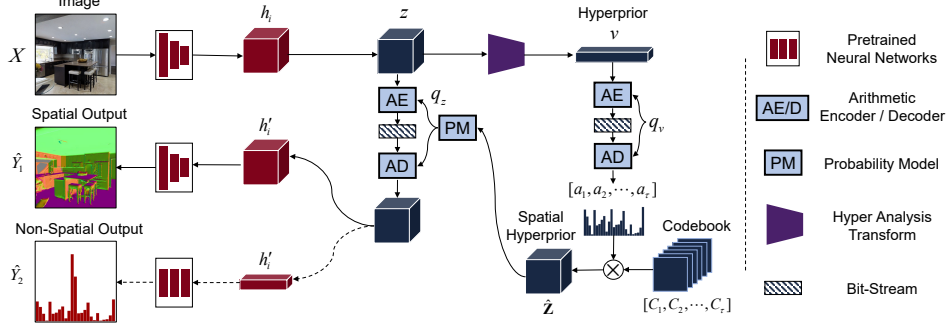 Image
X
h_i
z
Hyperprior
v
AE
q_z
AD
PM
AE
q_v
AD
[a_1, a_2, ⋯, a_τ]
Spatial Output
Ŷ_1
h'_i
Non-Spatial Output
Ŷ_2
h'_i
Spatial
Hyperprior
Ẑ
Codebook
[C_1, C_2, ⋯, C_τ]
Pretrained
Neural Networks
AE/D
Arithmetic
Encoder / Decoder
PM
Probability Model
Hyper Analysis
Transform
Bit-Stream